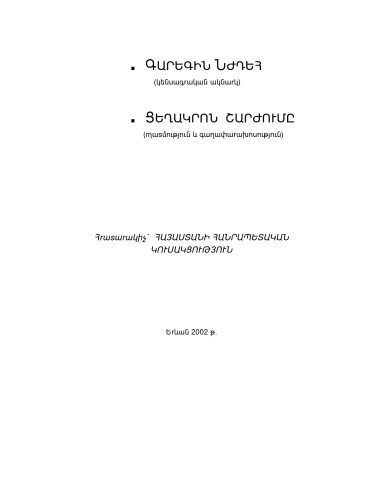 ▪ ԳԱՐԵԳԻՆ ՆԺԴԵՀ
(կենսագրական ակնարկ)
▪ ՑԵՂԱԿՐՈՆ ՇԱՐԺՈՒՄԸ
(պատմություն և գաղափարախոսություն)
Հրատարակիչ՝ ՀԱՅԱՍՏԱՆԻ ՀԱՆՐԱՊԵՏԱԿԱՆ
ԿՈՒՍԱԿՑՈՒԹՅՈՒՆ
Երևան 2002 թ.